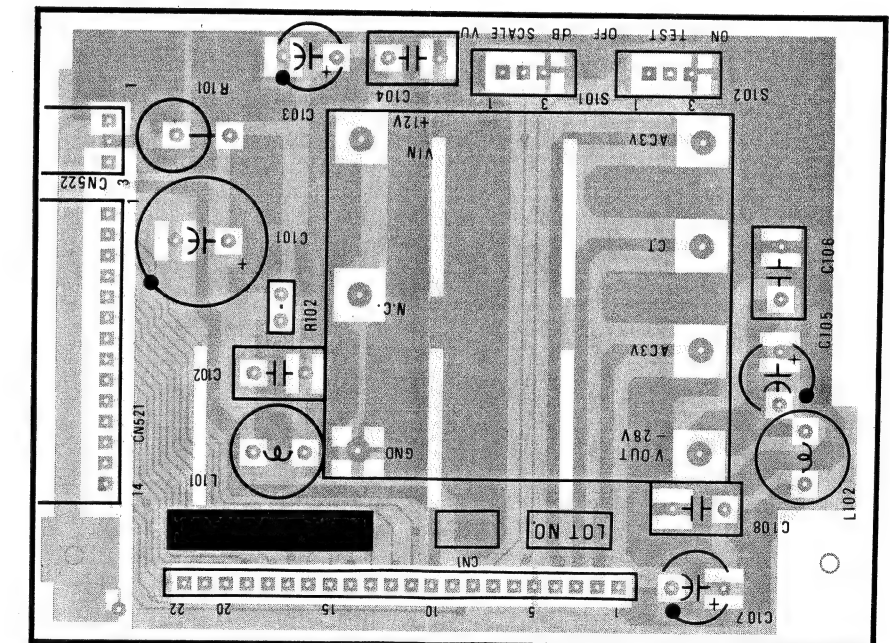 VU SCALE dB
OFF TEST ON
C103
C104
1 3 S101
1 3 S102
R101
1
3
CN522
+12V
VIN
AC3V
1
C101
C.T
C106
N.C.
R102
C105
AC3V
C102
CN521
14
L101
GND
V OUT
-28V
L102
C108
LOT NO.
CN1
22 20 15 10 5 1
C107